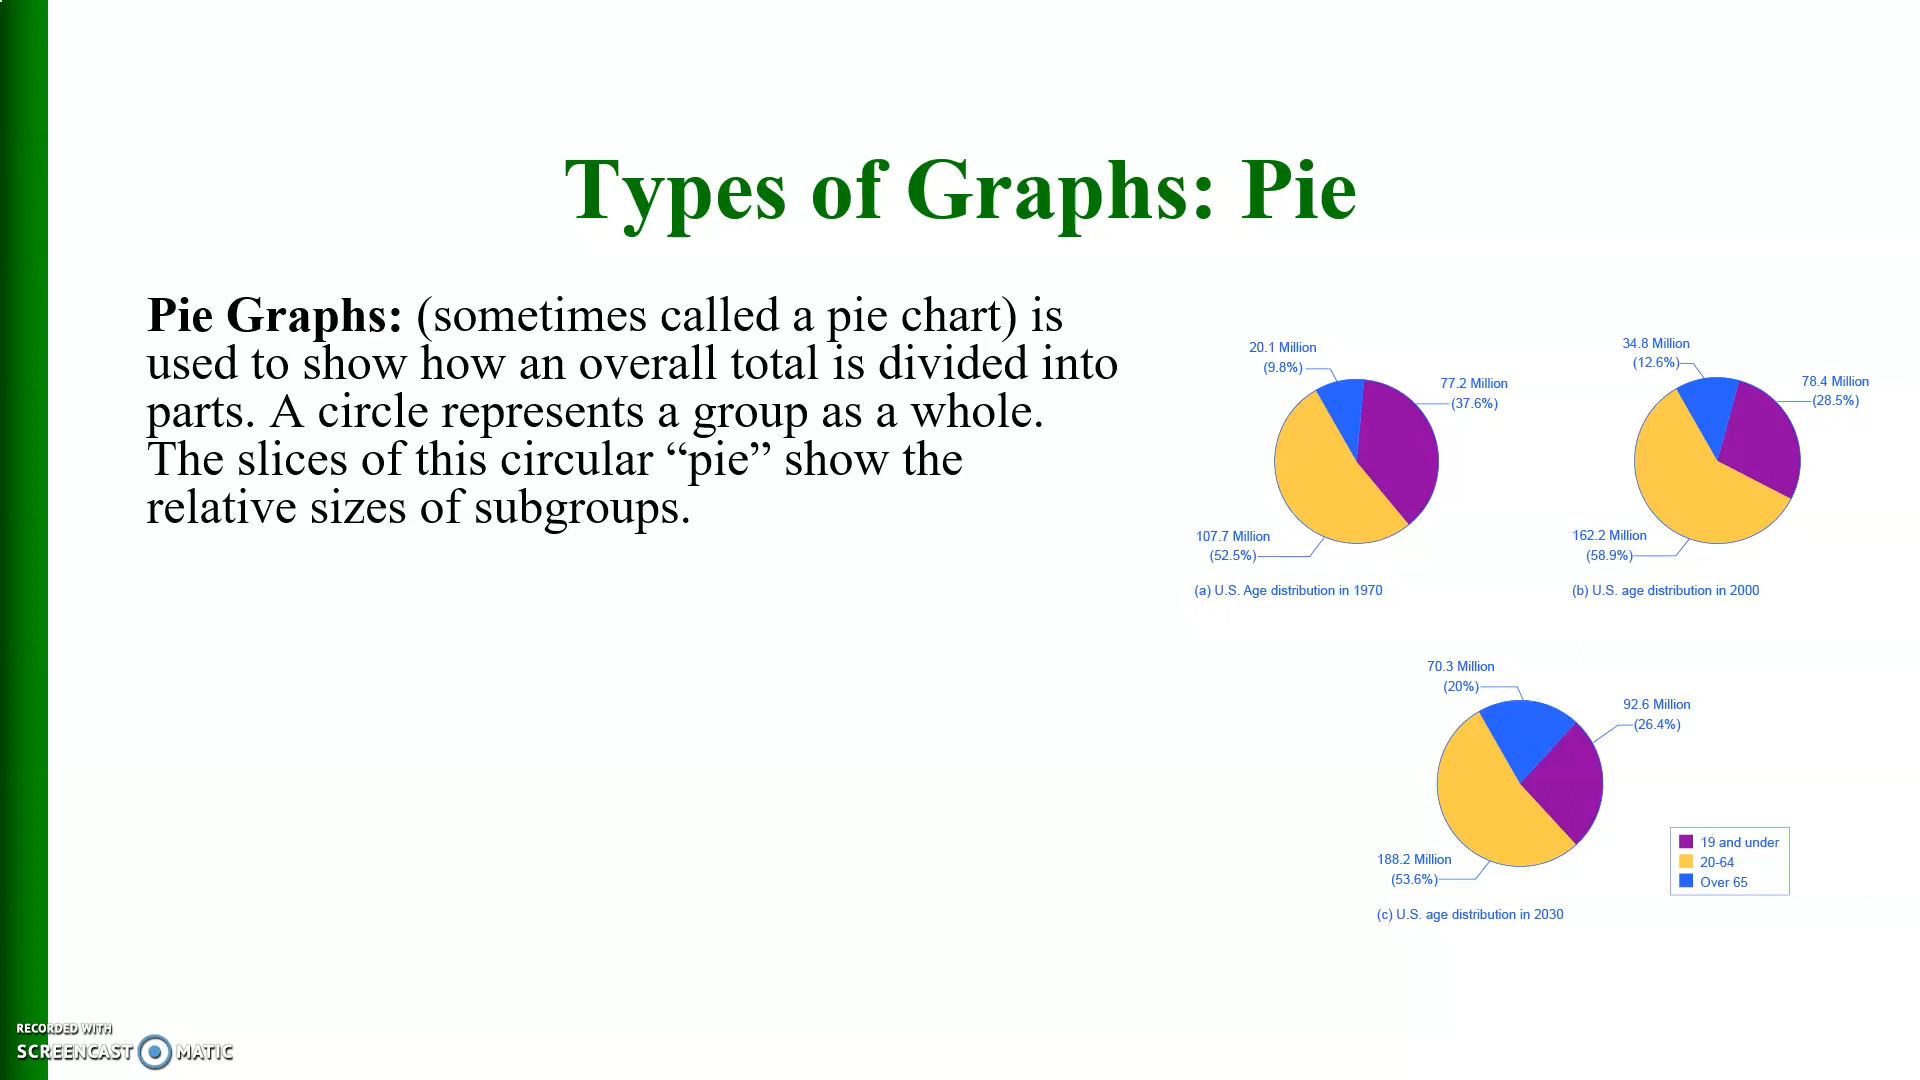 Types of Graphs: Pie
Pie Graphs: (sometimes called a pie chart) is
used to show how an overall total is divided into
parts. A circle represents a group as a whole.
The slices of this circular “pie” show the
relative sizes of subgroups.
20.1 Million
(9.8%)
77.2 Million
(37.6%)
107.7 Million
(52.5%)
(a) U.S. Age distribution in 1970
34.8 Million
(12.6%)
78.4 Million
(28.5%)
162.2 Million
(58.9%)
(b) U.S. age distribution in 2000
70.3 Million
(20%)
92.6 Million
(26.4%)
188.2 Million
(53.6%)
(c) U.S. age distribution in 2030
19 and under
20-64
Over 65
RECORDED WITH
SCREENCAST MATIC